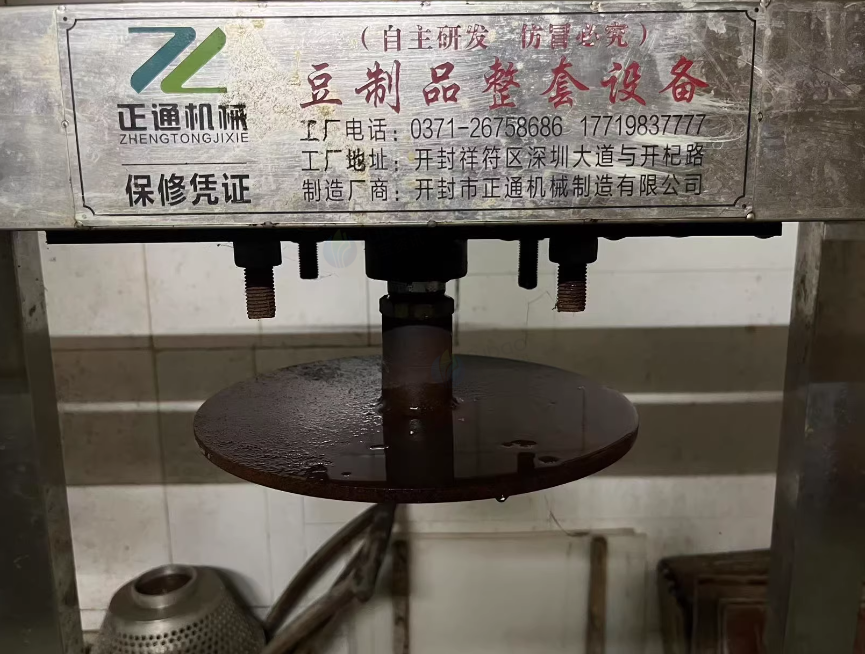 (自主研发 仿冒必究)
豆制品整套设备
正通机械
ZHENGTONGJIXIE
保修凭证
工厂电话：0371-26758686 17719837777
工厂地址：开封祥符区深圳大道与开杞路
制造厂商：开封市正通机械制造有限公司